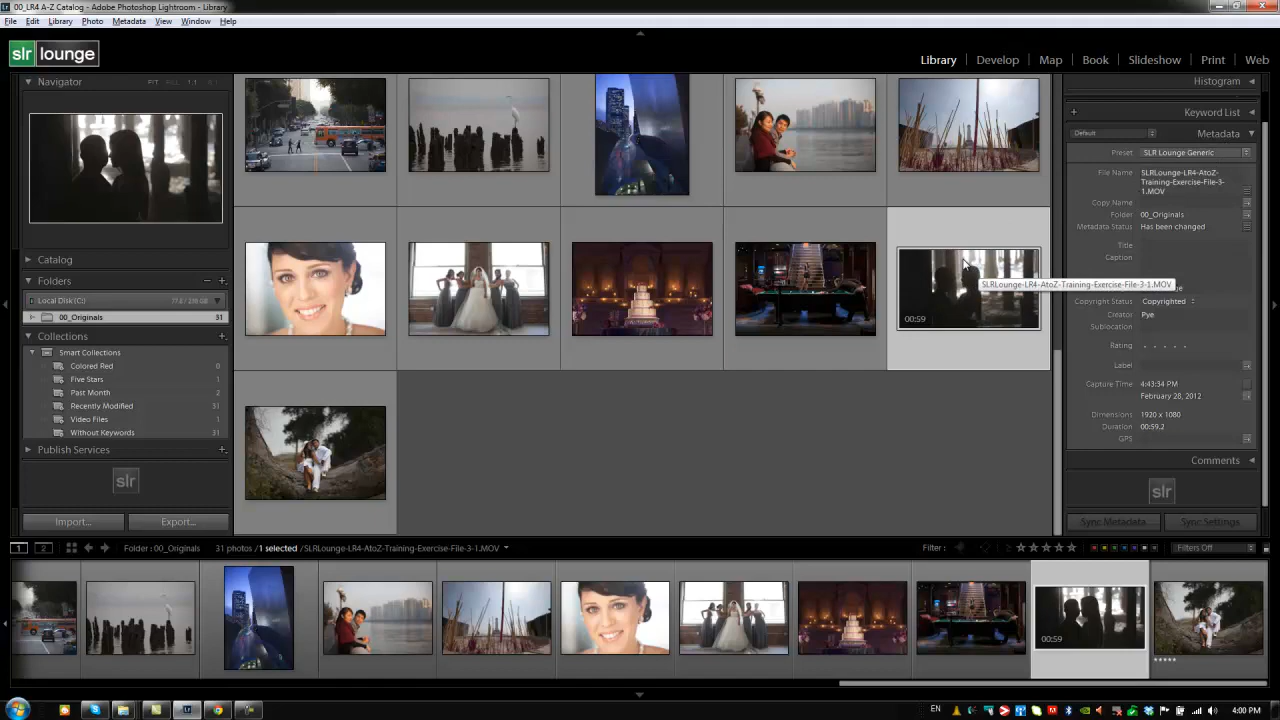 00_LR4 A-Z Catalog - Adobe Photoshop Lightroom - Library
File Edit Library Photo Metadata View Window Help
slr lounge
Library Develop Map Book Slideshow Print Web
Navigator FIT FILL 1:1
Catalog
Folders
Local Disk (C:)
00_Originals 31
Collections
Smart Collections
Colored Red 0
Five Stars 1
Past Month 2
Recently Modified 31
Video Files 1
Without Keywords 31
Publish Services
slr
Import... Export...
00:59
SLRLounge-LR4-AtoZ-Training-Exercise-File-3-1.MOV
Histogram
Keyword List
Default Metadata
Preset SLR Lounge Generic
File Name SLRLounge-LR4-AtoZ-
Training-Exercise-File-3-
1.MOV
Copy Name
Folder 00_Originals
Metadata Status Has been changed
Title
Caption
Copyright Status Copyrighted
Creator Pye
Sublocation
Rating
Label
Capture Time 4:43:34 PM
February 28, 2012
Dimensions 1920 x 1080
Duration 00:59.2
GPS
Comments
slr
Sync Metadata Sync Settings
1 2 Folder : 00_Originals 31 photos / 1 selected / SLRLounge-LR4-AtoZ-Training-Exercise-File-3-1.MOV Filter : Filters Off
00:59
EN 4:00 PM